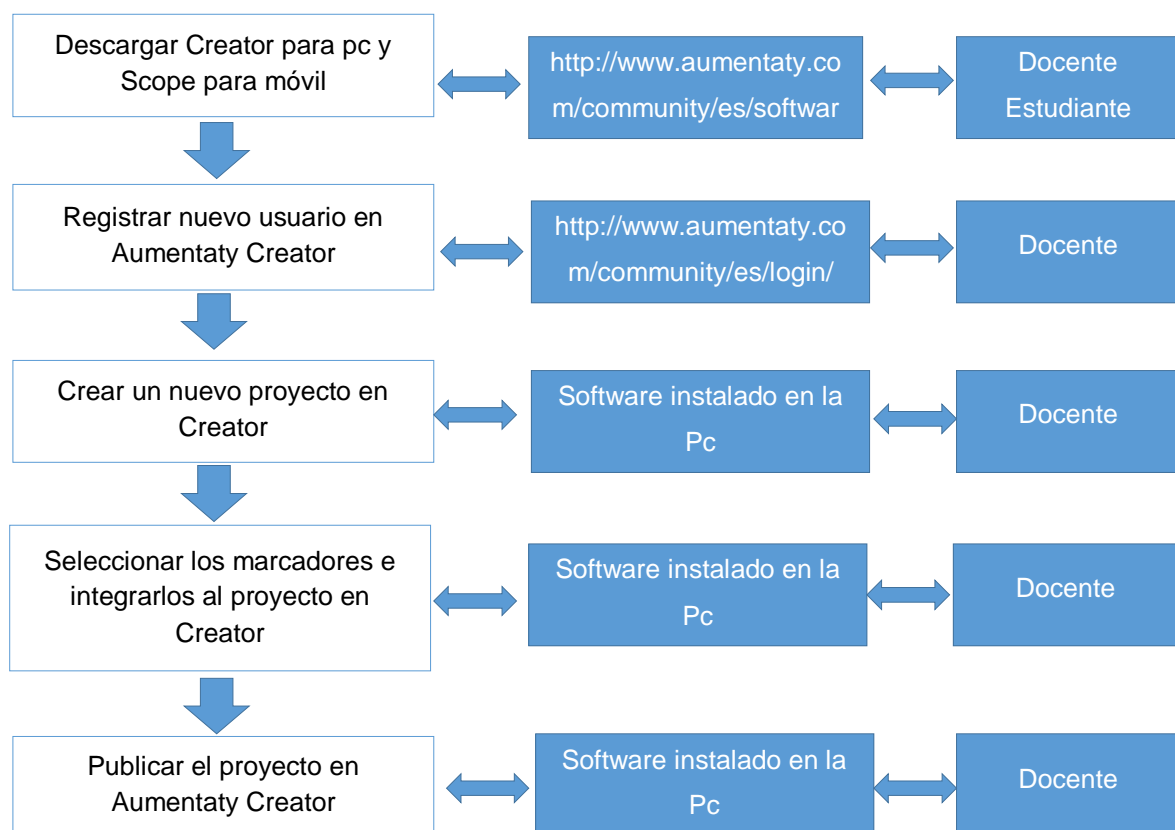 Descargar Creator para pc y
Scope para móvil
http://www.aumentaty.co
m/community/es/softwar
Docente
Estudiante
Registrar nuevo usuario en
Aumentaty Creator
http://www.aumentaty.co
m/community/es/login/
Docente
Crear un nuevo proyecto en
Creator
Software instalado en la
Pc
Docente
Seleccionar los marcadores e
integrarlos al proyecto en
Creator
Software instalado en la
Pc
Docente
Publicar el proyecto en
Aumentaty Creator
Software instalado en la
Pc
Docente